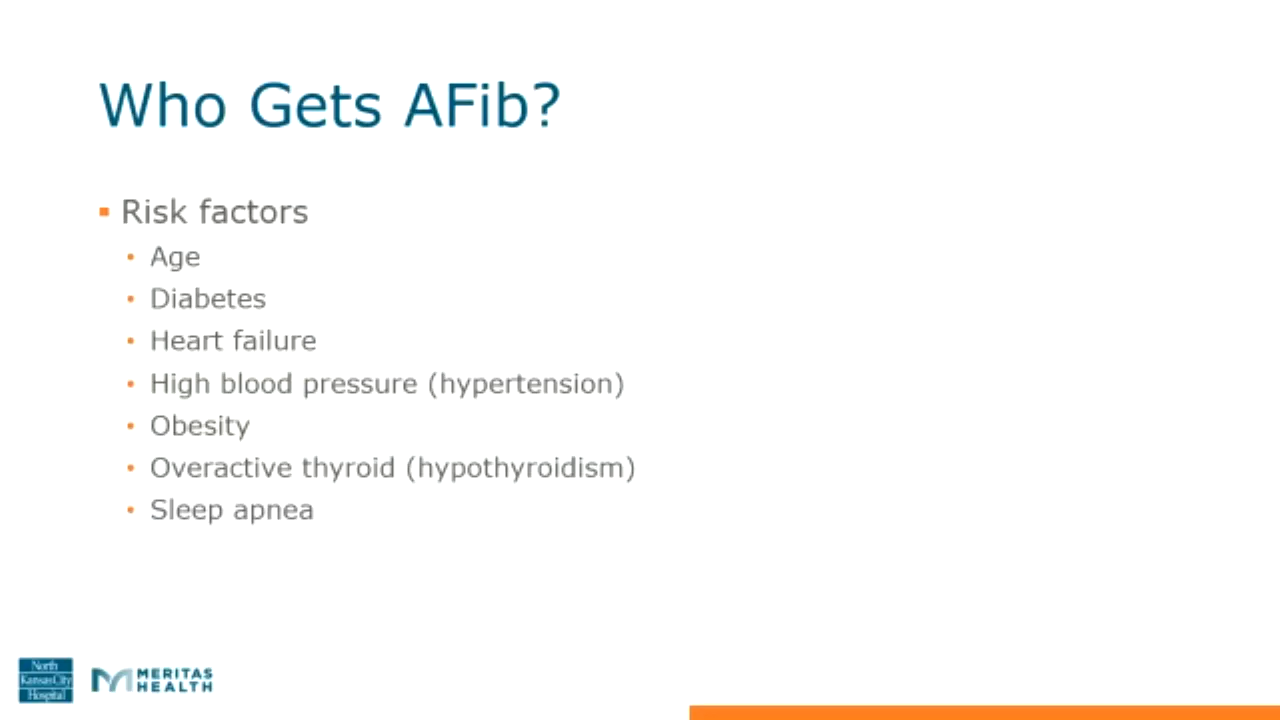 Who Gets AFib?
Risk factors
Age
Diabetes
Heart failure
High blood pressure (hypertension)
Obesity
Overactive thyroid (hypothyroidism)
Sleep apnea
North
Kansas City
Hospital
MERITAS
HEALTH